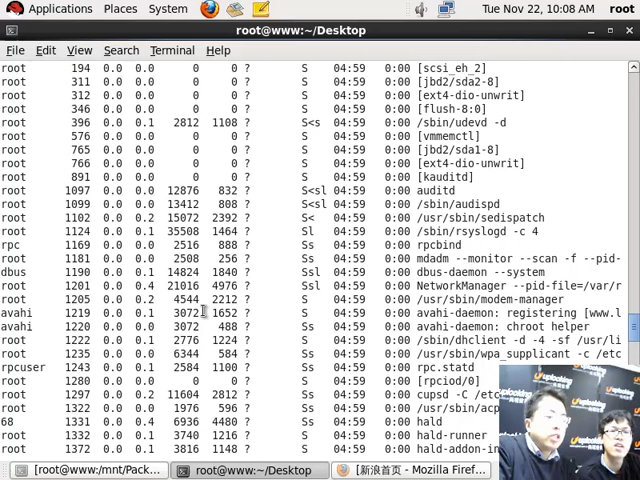 Applications Places System Tue Nov 22, 10:08 AM root
root@www:~/Desktop
File Edit View Search Terminal Help
root 194 0.0 0.0 0 0 ? S 04:59 0:00 [scsi_eh_2]
root 311 0.0 0.0 0 0 ? S 04:59 0:00 [jbd2/sda2-8]
root 312 0.0 0.0 0 0 ? S 04:59 0:00 [ext4-dio-unwrit]
root 346 0.0 0.0 0 0 ? S 04:59 0:00 [flush-8:0]
root 396 0.0 0.1 2812 1108 ? S<s 04:59 0:00 /sbin/udevd -d
root 576 0.0 0.0 0 0 ? S 04:59 0:00 [vmmemctl]
root 765 0.0 0.0 0 0 ? S 04:59 0:00 [jbd2/sda1-8]
root 766 0.0 0.0 0 0 ? S 04:59 0:00 [ext4-dio-unwrit]
root 891 0.0 0.0 0 0 ? S 04:59 0:00 [kauditd]
root 1097 0.0 0.0 12876 832 ? S<sl 04:59 0:00 auditd
root 1099 0.0 0.0 13412 808 ? S<sl 04:59 0:00 /sbin/audispd
root 1102 0.0 0.2 15072 2392 ? S< 04:59 0:00 /usr/sbin/sedispatch
root 1124 0.0 0.1 35508 1464 ? Sl 04:59 0:00 /sbin/rsyslogd -c 4
rpc 1169 0.0 0.0 2516 888 ? Ss 04:59 0:00 rpcbind
root 1181 0.0 0.0 2508 256 ? Ss 04:59 0:00 mdadm --monitor --scan -f --pid-
dbus 1190 0.0 0.1 14824 1840 ? Ssl 04:59 0:00 dbus-daemon --system
root 1201 0.0 0.4 21016 4976 ? Ssl 04:59 0:00 NetworkManager --pid-file=/var/r
root 1205 0.0 0.2 4544 2212 ? S 04:59 0:00 /usr/sbin/modem-manager
avahi 1219 0.0 0.1 3072 1652 ? S 04:59 0:00 avahi-daemon: registering [www.l
avahi 1220 0.0 0.0 3072 488 ? Ss 04:59 0:00 avahi-daemon: chroot helper
root 1222 0.0 0.1 2776 1224 ? S 04:59 0:00 /sbin/dhclient -d -4 -sf /usr/li
root 1235 0.0 0.0 6344 584 ? Ss 04:59 0:00 /usr/sbin/wpa_supplicant -c /etc
rpcuser 1243 0.0 0.1 2584 1100 ? Ss 04:59 0:00 rpc.statd
root 1280 0.0 0.0 0 0 ? S 04:59 0:00 [rpciod/0]
root 1297 0.0 0.2 11604 2812 ? Ss 04:59 0:00 cupsd -C /etc
root 1322 0.0 0.0 1976 596 ? Ss 04:59 0:00 /usr/sbin/acp
68 1331 0.0 0.4 6936 4480 ? Ss 04:59 0:00 hald
root 1332 0.0 0.1 3740 1216 ? S 04:59 0:00 hald-runner
root 1372 0.0 0.1 3816 1148 ? S 04:59 0:00 hald-addon-in
[root@www:/mnt/Pack... root@www:~/Desktop [新浪首页 - Mozilla Firef...